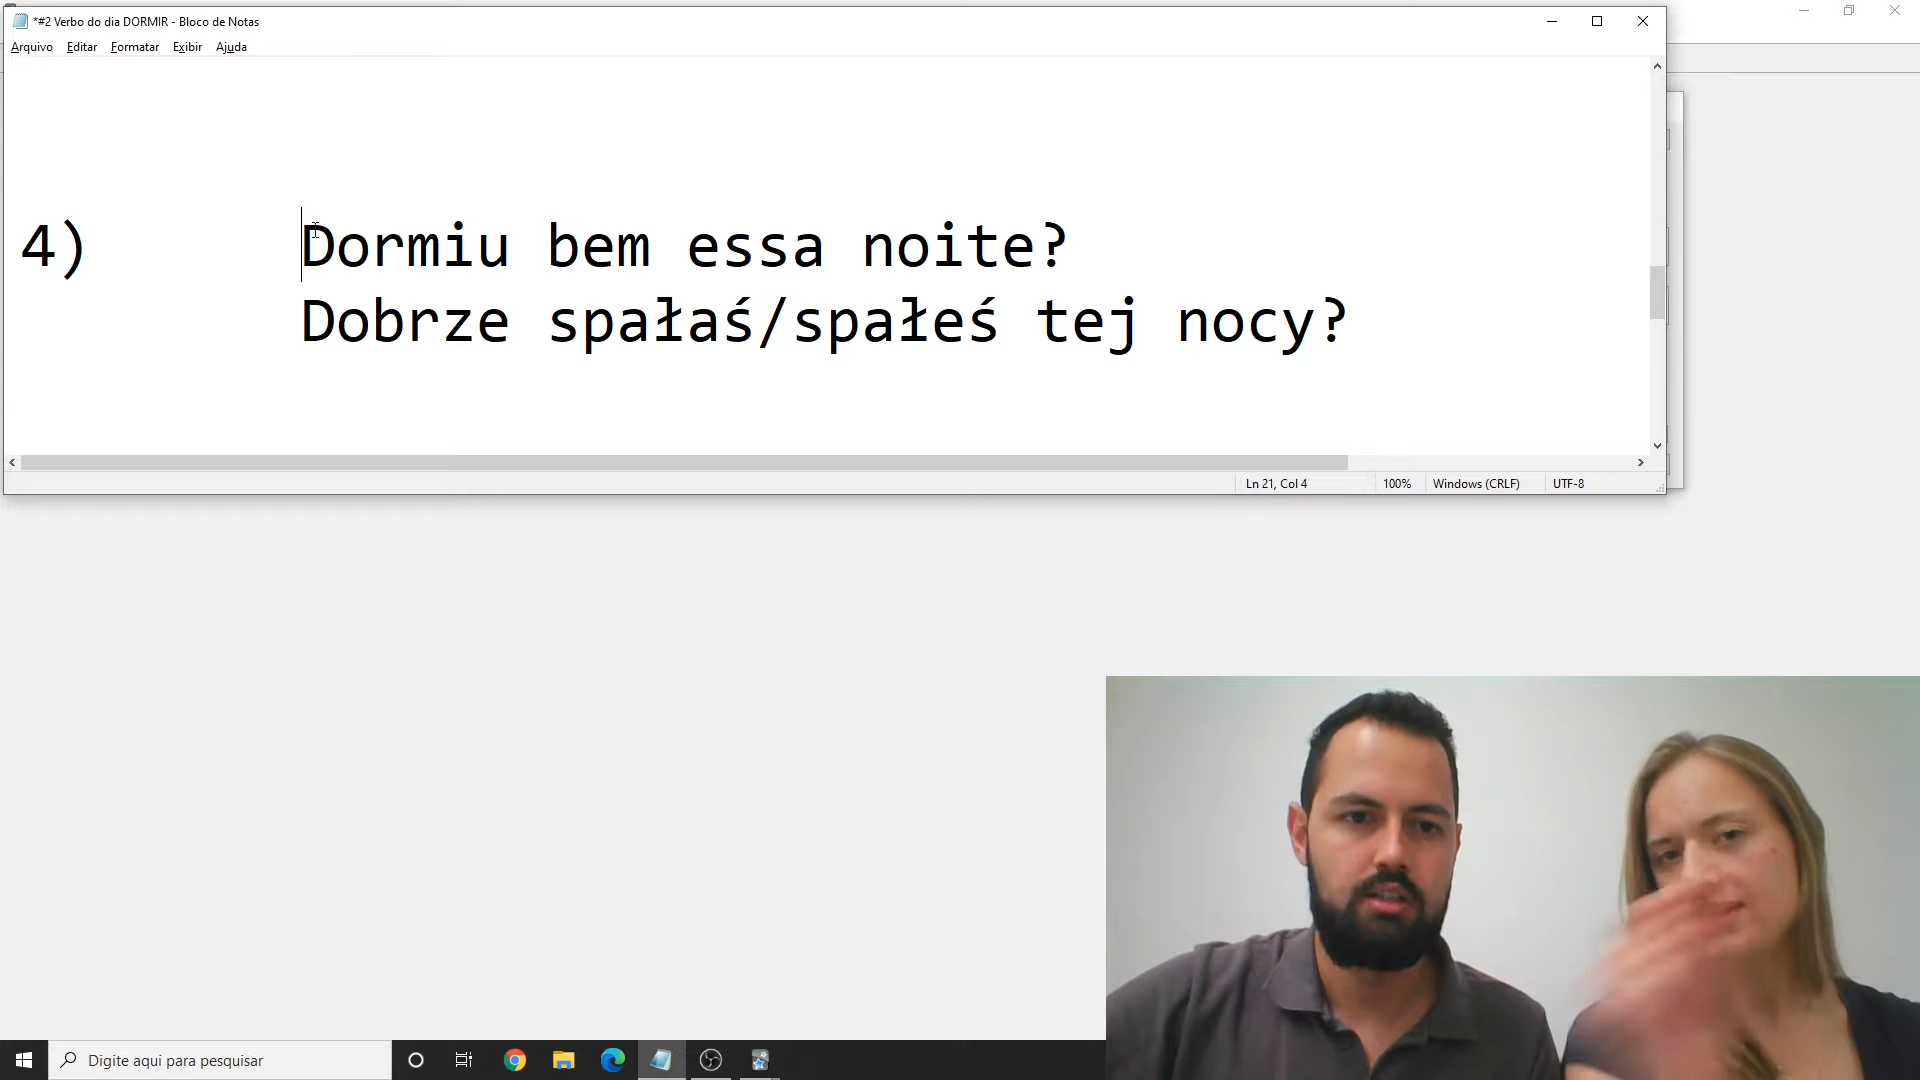 *#2 Verbo do dia DORMIR - Bloco de Notas
Arquivo Editar Formatar Exibir Ajuda
4) Dormiu bem essa noite?
Dobrze spałaś/spałeś tej nocy?
Ln 21, Col 4 100% Windows (CRLF) UTF-8
Digite aqui para pesquisar